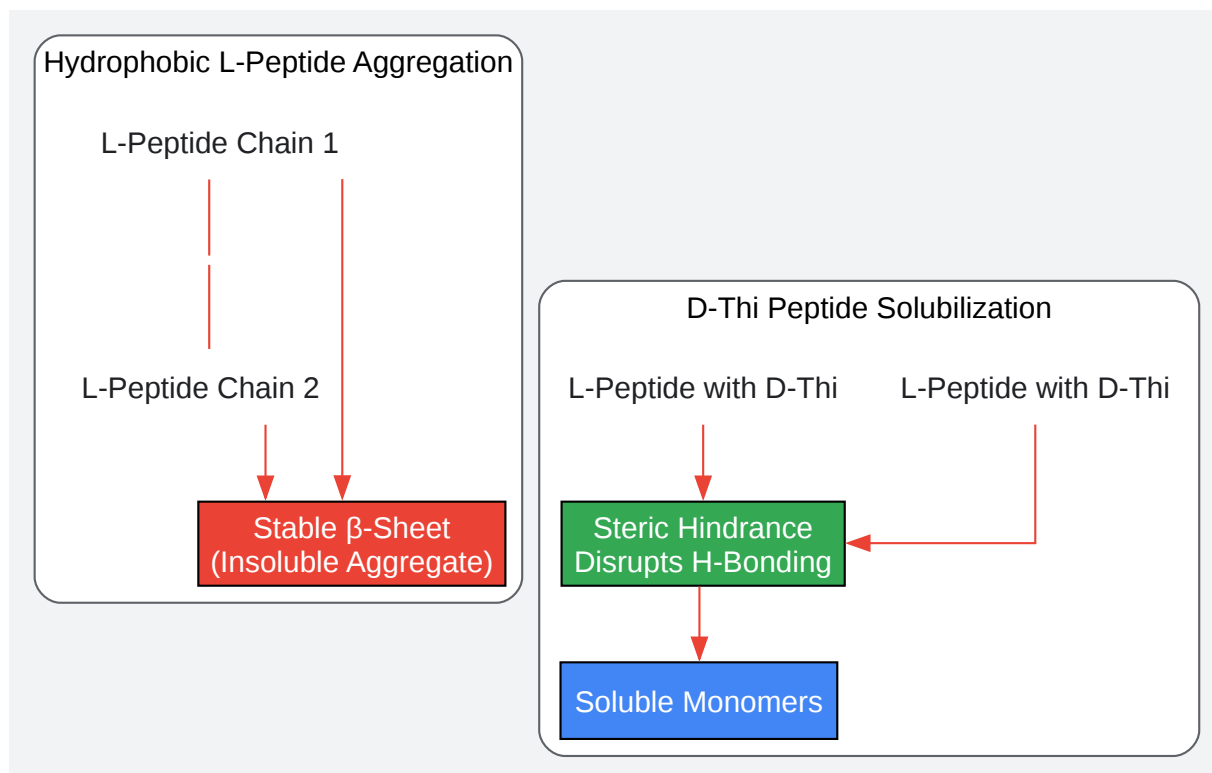 Hydrophobic L-Peptide Aggregation
L-Peptide Chain 1
L-Peptide Chain 2
Stable β-Sheet
(Insoluble Aggregate)
D-Thi Peptide Solubilization
L-Peptide with D-Thi
L-Peptide with D-Thi
Steric Hindrance
Disrupts H-Bonding
Soluble Monomers